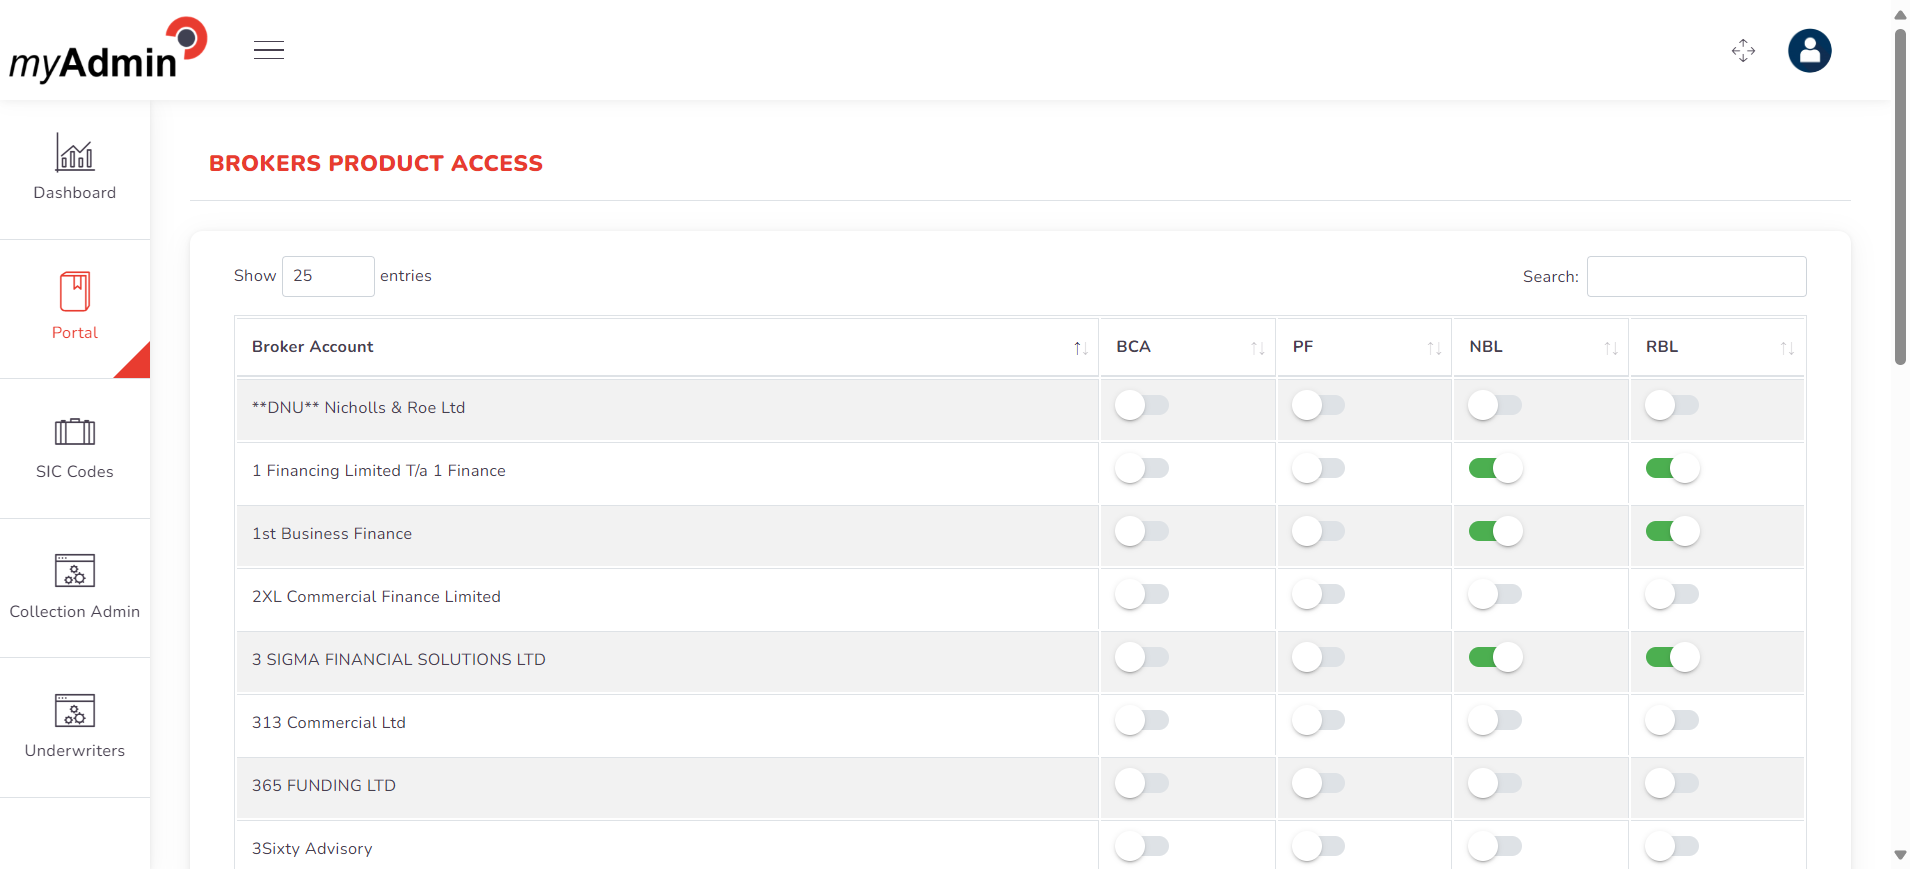 myAdmin
Dashboard
Portal
SIC Codes
Collection Admin
Underwriters
BROKERS PRODUCT ACCESS
Show 25 entries
Search:
Broker Account BCA PF NBL RBL
**DNU** Nicholls & Roe Ltd
1 Financing Limited T/a 1 Finance
1st Business Finance
2XL Commercial Finance Limited
3 SIGMA FINANCIAL SOLUTIONS LTD
313 Commercial Ltd
365 FUNDING LTD
3Sixty Advisory